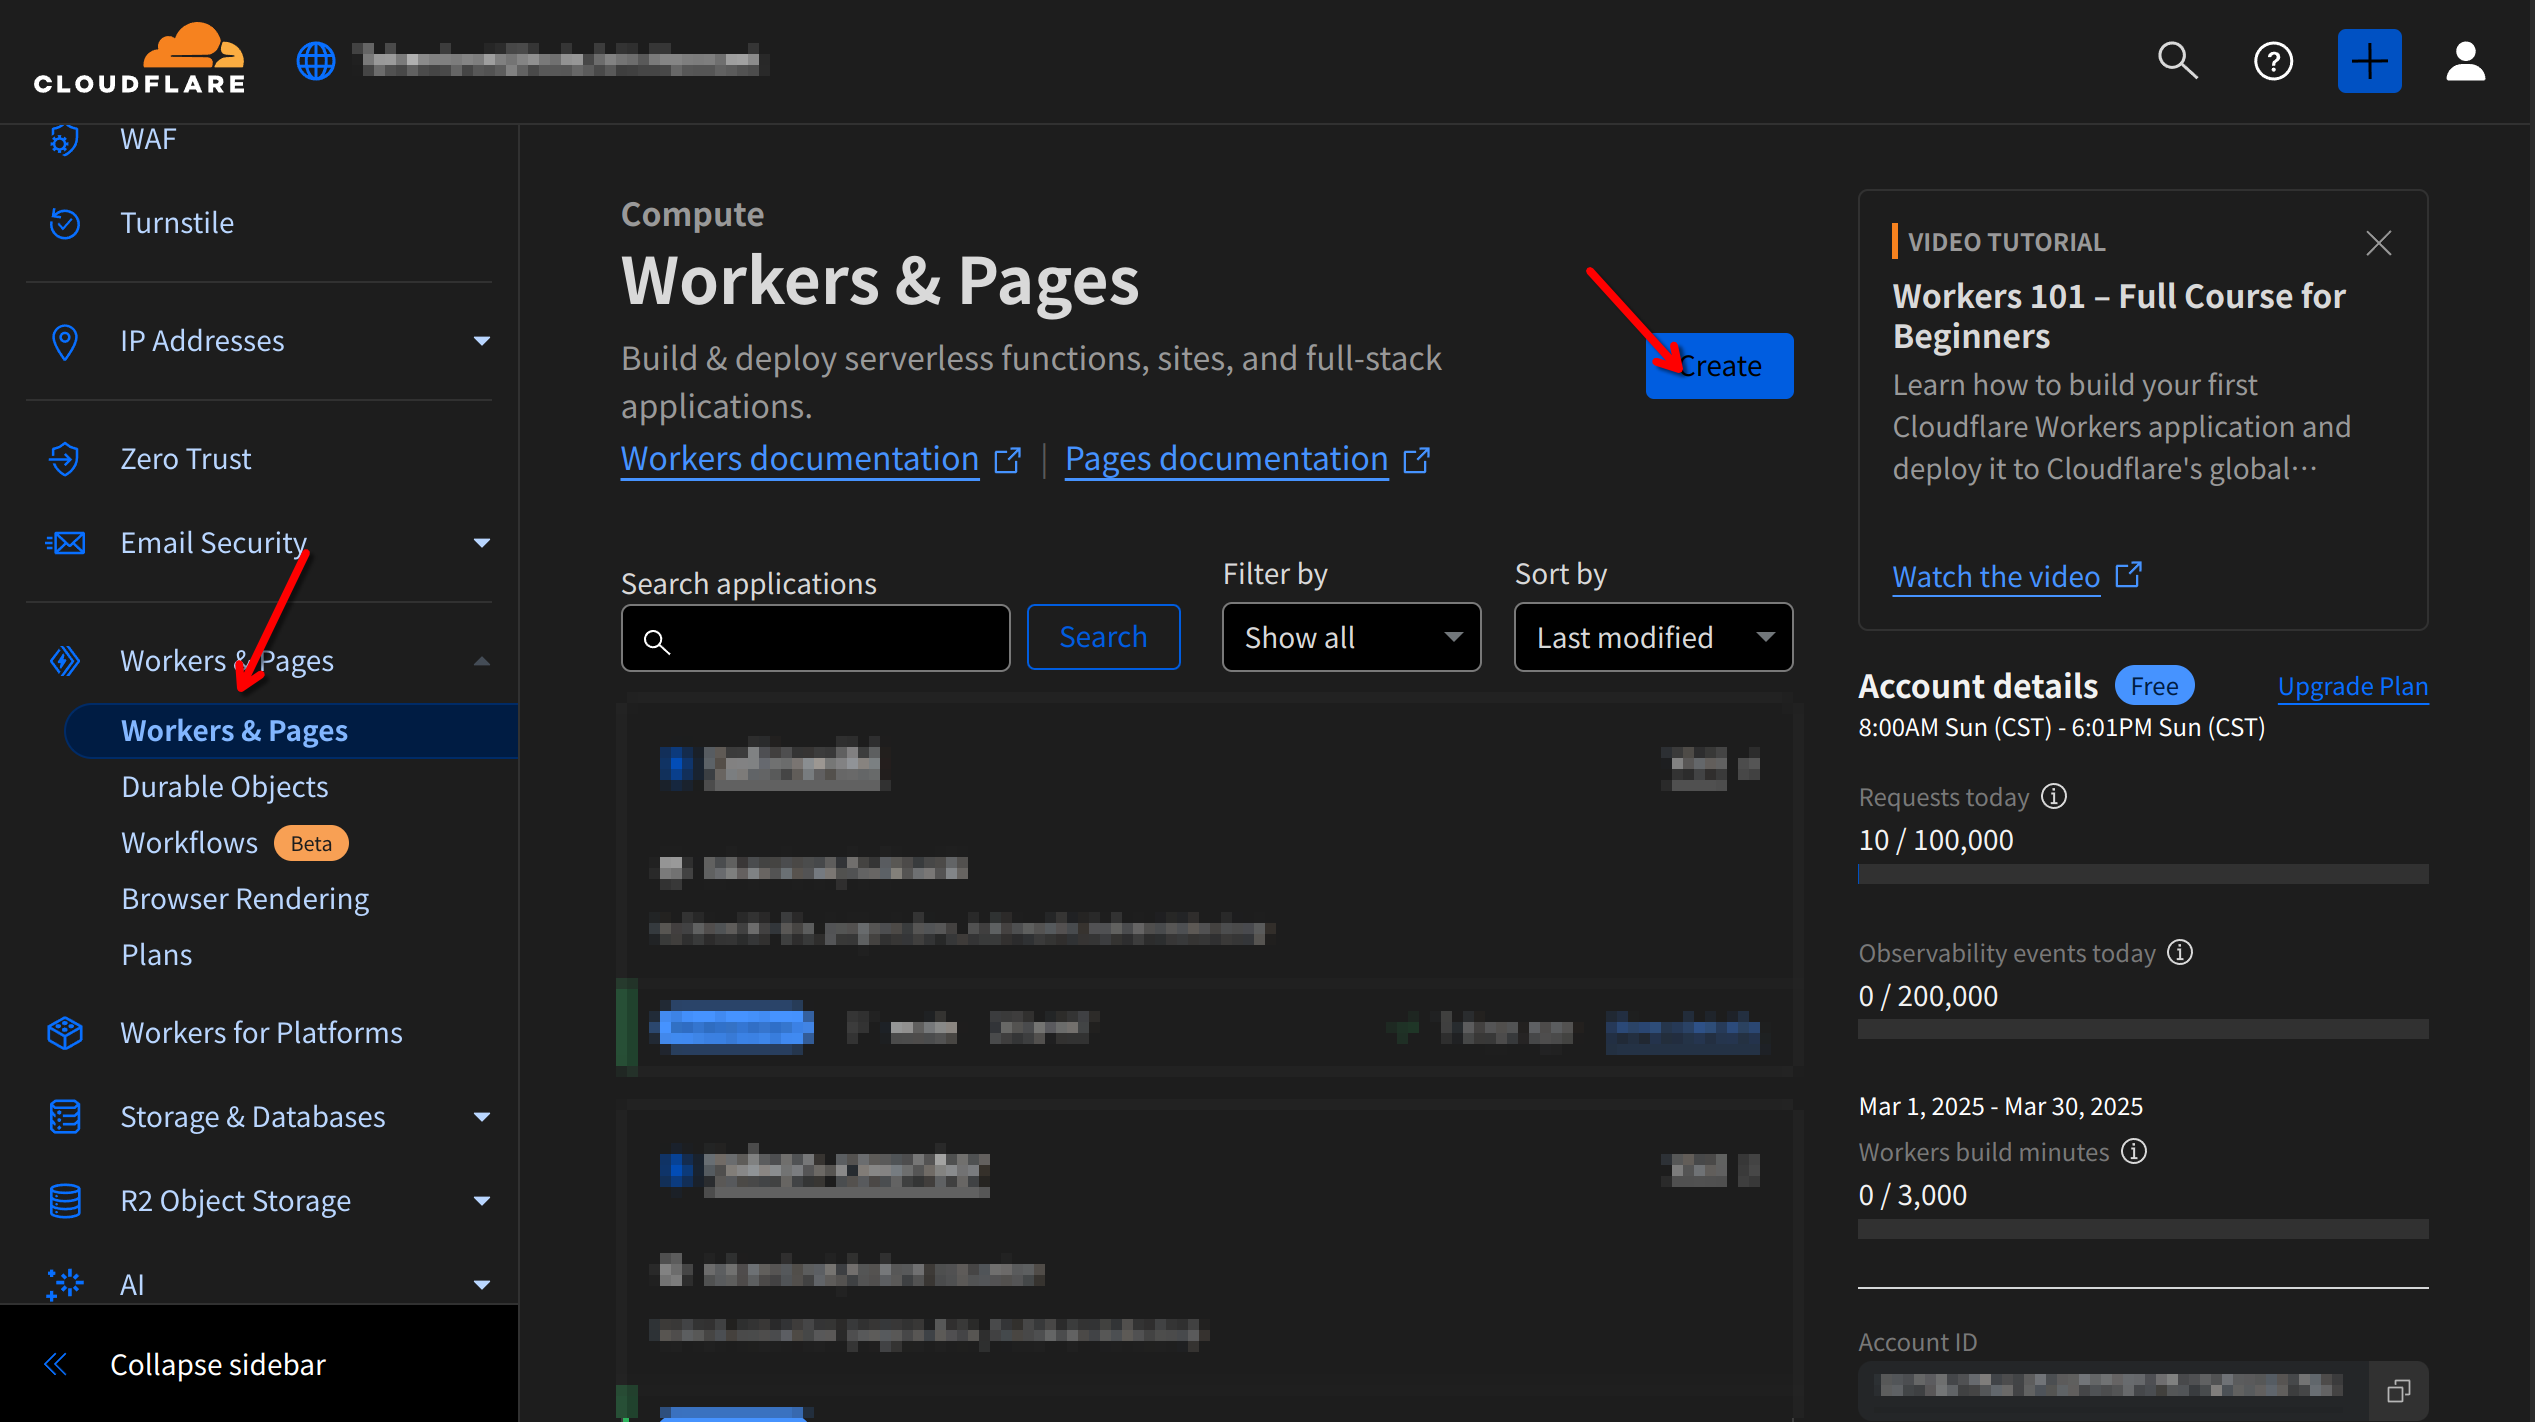 CLOUDFLARE
WAF
Turnstile
IP Addresses
Zero Trust
Email Security
Workers & Pages
Workers & Pages
Durable Objects
Workflows Beta
Browser Rendering
Plans
Workers for Platforms
Storage & Databases
R2 Object Storage
AI
Collapse sidebar
Compute
Workers & Pages
Build & deploy serverless functions, sites, and full-stack
applications.
Workers documentation | Pages documentation
Create
Search applications
Search
Filter by
Show all
Sort by
Last modified
VIDEO TUTORIAL
Workers 101 – Full Course for
Beginners
Learn how to build your first
Cloudflare Workers application and
deploy it to Cloudflare's global…
Watch the video
Account details Free Upgrade Plan
8:00AM Sun (CST) - 6:01PM Sun (CST)
Requests today
10 / 100,000
Observability events today
0 / 200,000
Mar 1, 2025 - Mar 30, 2025
Workers build minutes
0 / 3,000
Account ID